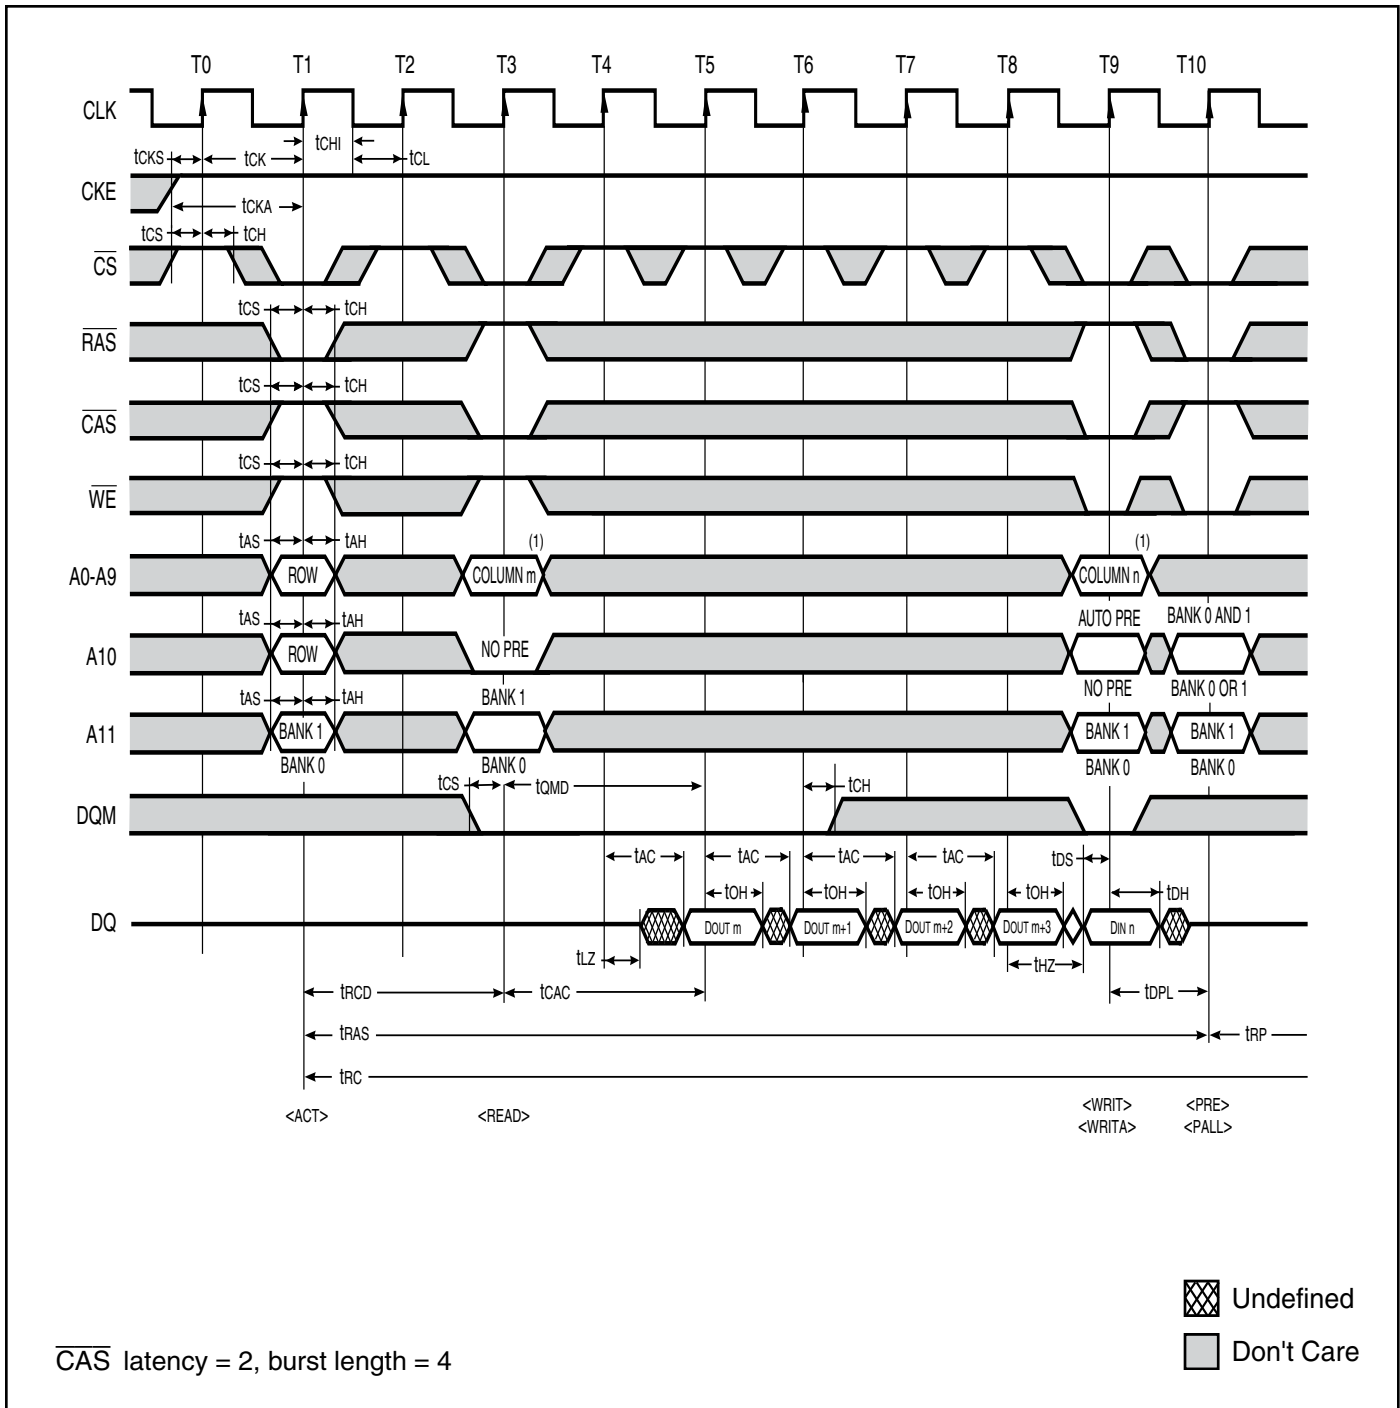 T0 T1 T2 T3 T4 T5 T6 T7 T8 T9 T10
CLK
tCHI
tCKS tCK tCL
CKE
tCKA
tCS tCH
CS
tCS tCH
RAS
tCS tCH
CAS
tCS tCH
WE
tAS tAH (1) (1)
A0-A9 ROW COLUMN m COLUMN n
tAS tAH AUTO PRE BANK 0 AND 1
A10 ROW NO PRE
tAS tAH BANK 1 NO PRE BANK 0 OR 1
A11 BANK 1 BANK 1 BANK 1
BANK 0 BANK 0 BANK 0 BANK 0
tCS tQMD tCH
DQM
tAC tAC tAC tAC tDS
tOH tOH tOH tOH tDH
DQ DOUT m DOUT m+1 DOUT m+2 DOUT m+3 DIN n
tLZ tHZ
tRCD tCAC tDPL
tRAS tRP
tRC
<ACT> <READ> <WRIT> <PRE>
<WRITA> <PALL>
Undefined
Don't Care
CAS latency = 2, burst length = 4